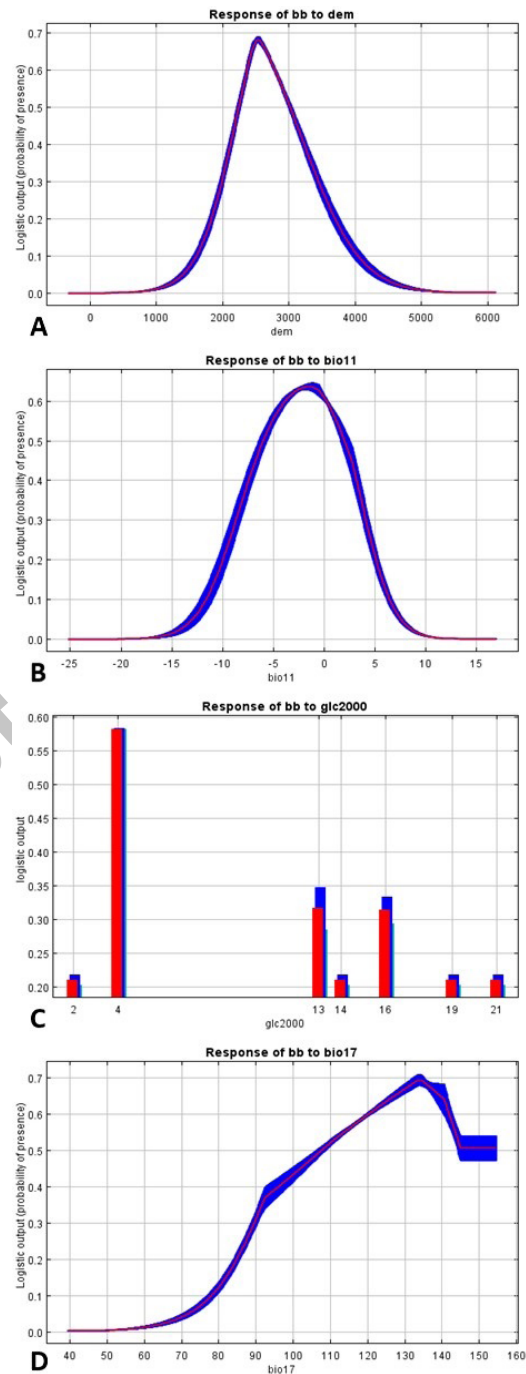 Response of bb to dem
Logistic output (probability of presence)
0.7
0.6
0.5
0.4
0.3
0.2
0.1
0.0
0 1000 2000 3000 4000 5000 6000
dem
A
Response of bb to bio11
Logistic output (probability of presence)
0.6
0.5
0.4
0.3
0.2
0.1
0.0
-25 -20 -15 -10 -5 0 5 10 15
bio11
B
Response of bb to glc2000
logistic output
0.60
0.55
0.50
0.45
0.40
0.35
0.30
0.25
0.20
2 4 13 14 16 19 21
glc2000
C
Response of bb to bio17
Logistic output (probability of presence)
0.7
0.6
0.5
0.4
0.3
0.2
0.1
0.0
40 50 60 70 80 90 100 110 120 130 140 150 160
bio17
D